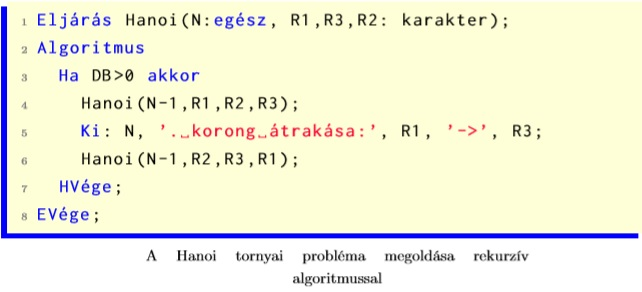 1 Eljárás Hanoi(N:egész, R1,R3,R2: karakter);
2 Algoritmus
3 Ha DB>0 akkor
4 Hanoi(N-1,R1,R2,R3);
5 Ki: N, '.␣korong␣átrakása:', R1, '->', R3;
6 Hanoi(N-1,R2,R3,R1);
7 HVége;
8 EVége;
A Hanoi tornyai probléma megoldása rekurzív
algoritmussal